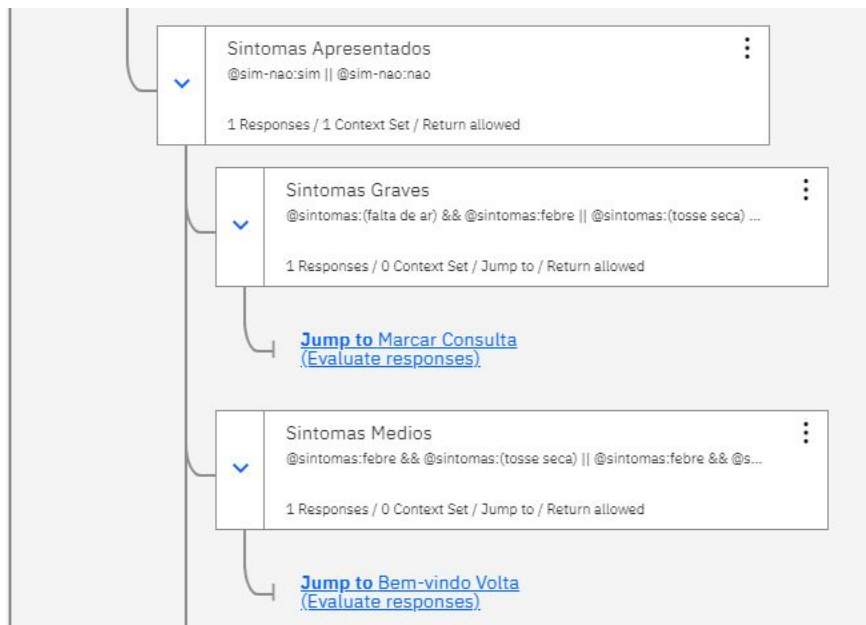 Sintomas Apresentados
@sim-nao:sim || @sim-nao:nao
1 Responses / 1 Context Set / Return allowed
Sintomas Graves
@sintomas:(falta de ar) && @sintomas:febre || @sintomas:(tosse seca) ...
1 Responses / 0 Context Set / Jump to / Return allowed
Jump to Marcar Consulta
(Evaluate responses)
Sintomas Medios
@sintomas:febre && @sintomas:(tosse seca) || @sintomas:febre && @s...
1 Responses / 0 Context Set / Jump to / Return allowed
Jump to Bem-vindo Volta
(Evaluate responses)